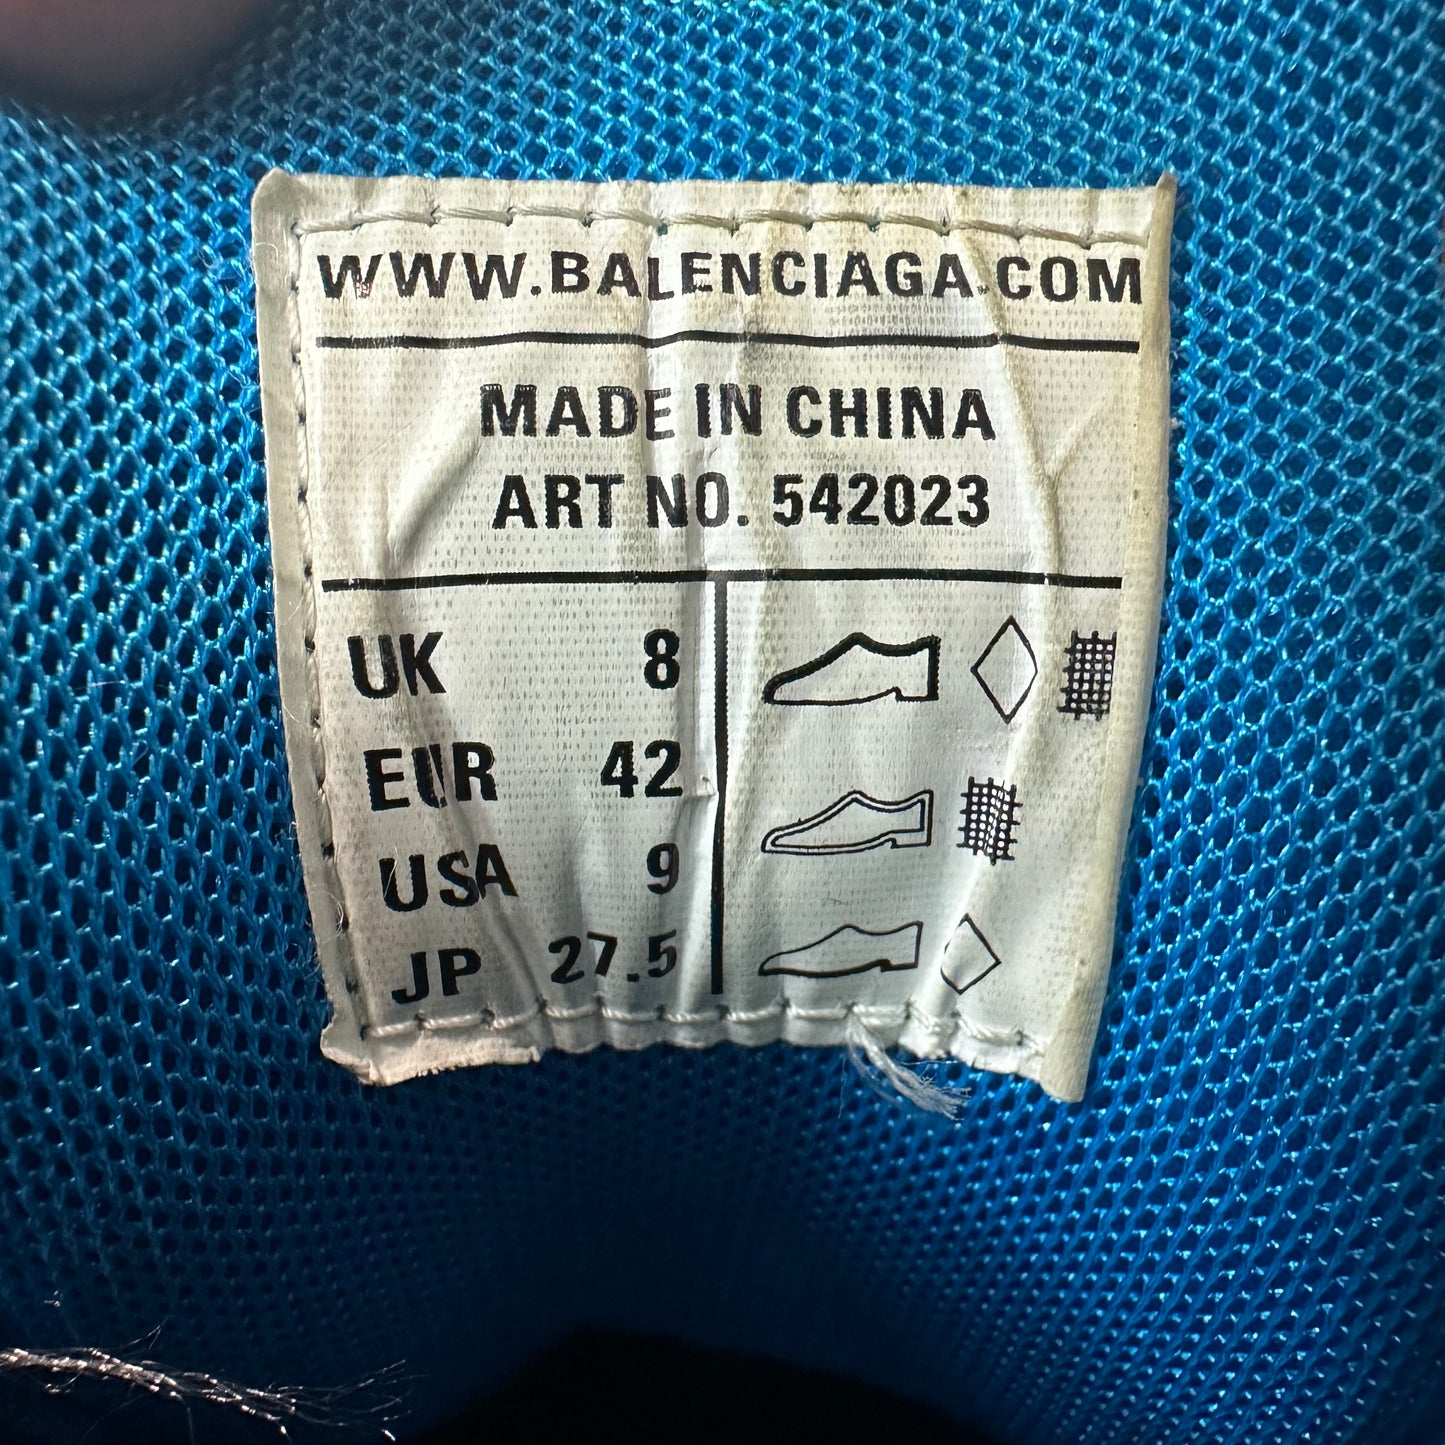 WWW.BALENCIAGA.COM
MADE IN CHINA
ART NO. 542023
UK 8
EUR 42
USA 9
JP 27.5